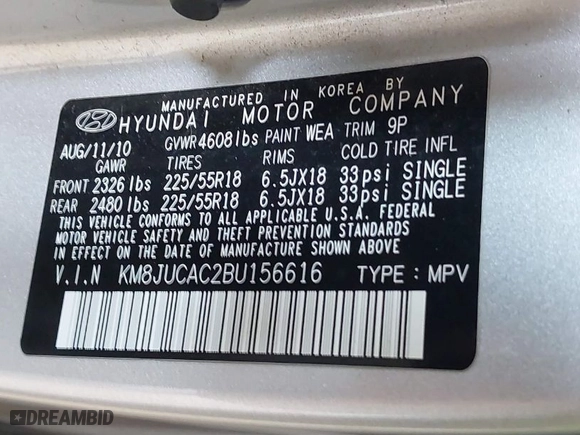 MANUFACTURED IN KOREA BY
HYUNDAI MOTOR COMPANY
AUG/11/10 GVWR 4608lbs PAINT WEA TRIM 9P
GAWR TIRES RIMS COLD TIRE INFL
FRONT 2326 lbs 225/55R18 6.5JX18 33psi SINGLE
REAR 2480 lbs 225/55R18 6.5JX18 33psi SINGLE
THIS VEHICLE CONFORMS TO ALL APPLICABLE U.S.A. FEDERAL
MOTOR VEHICLE SAFETY AND THEFT PREVENTION STANDARDS
IN EFFECT ON THE DATE OF MANUFACTURE SHOWN ABOVE.
V.I.N KM8JUCAC2BU156616 TYPE : MPV
DREAMBID